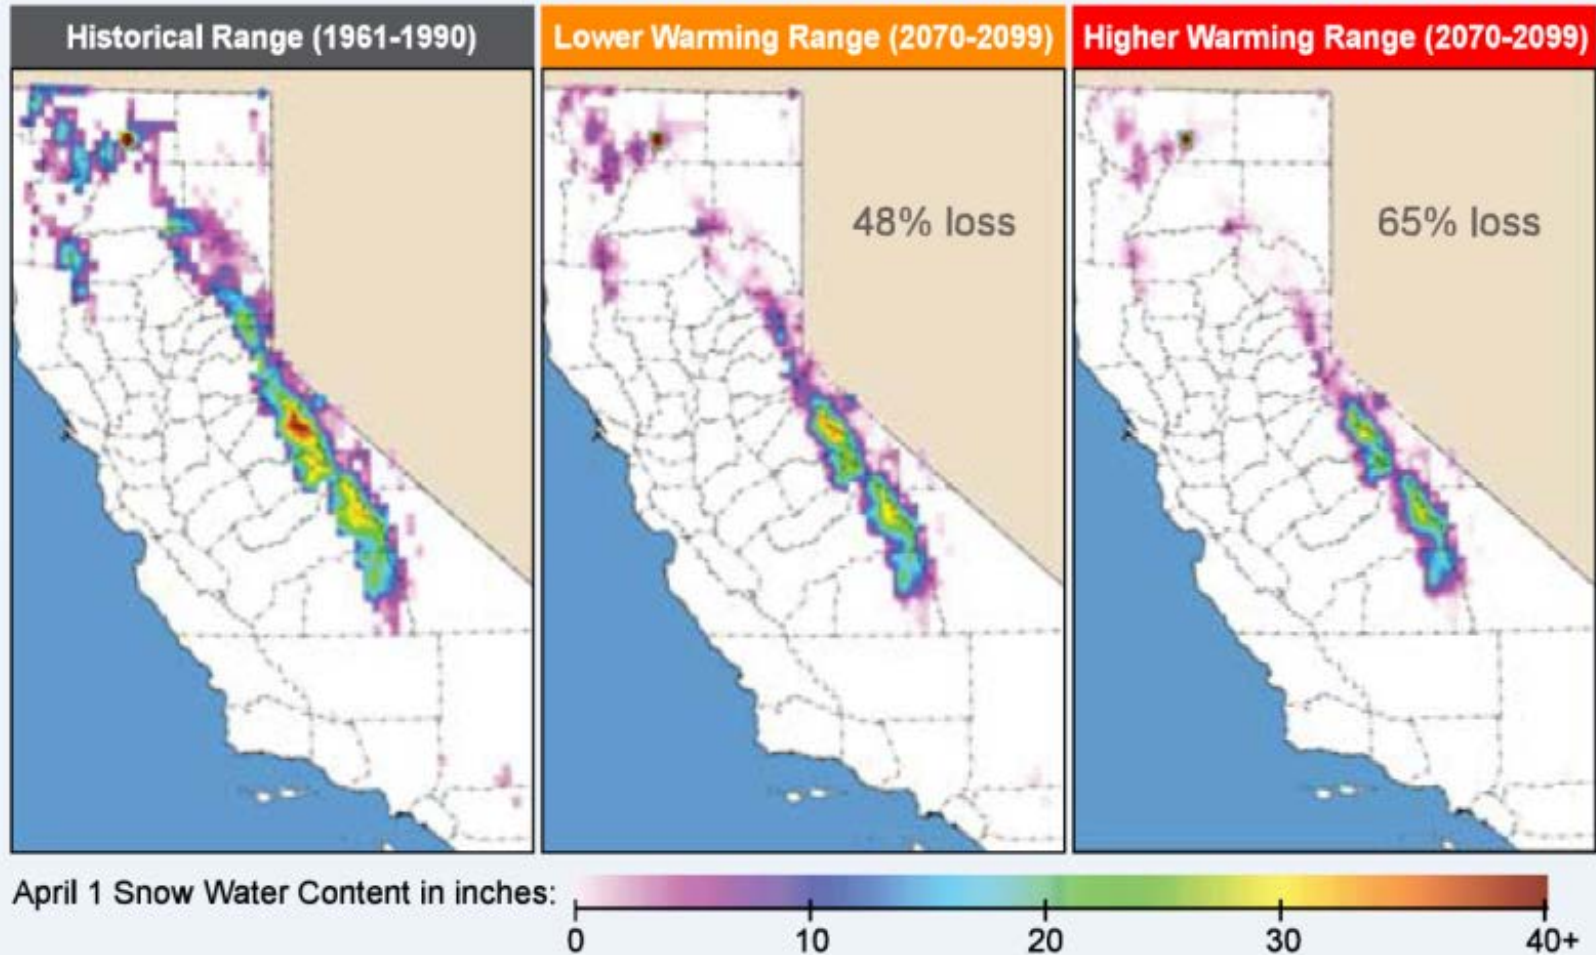 Historical Range (1961-1990)
Lower Warming Range (2070-2099)
Higher Warming Range (2070-2099)
48% loss
65% loss
April 1 Snow Water Content in inches:
0 10 20 30 40+